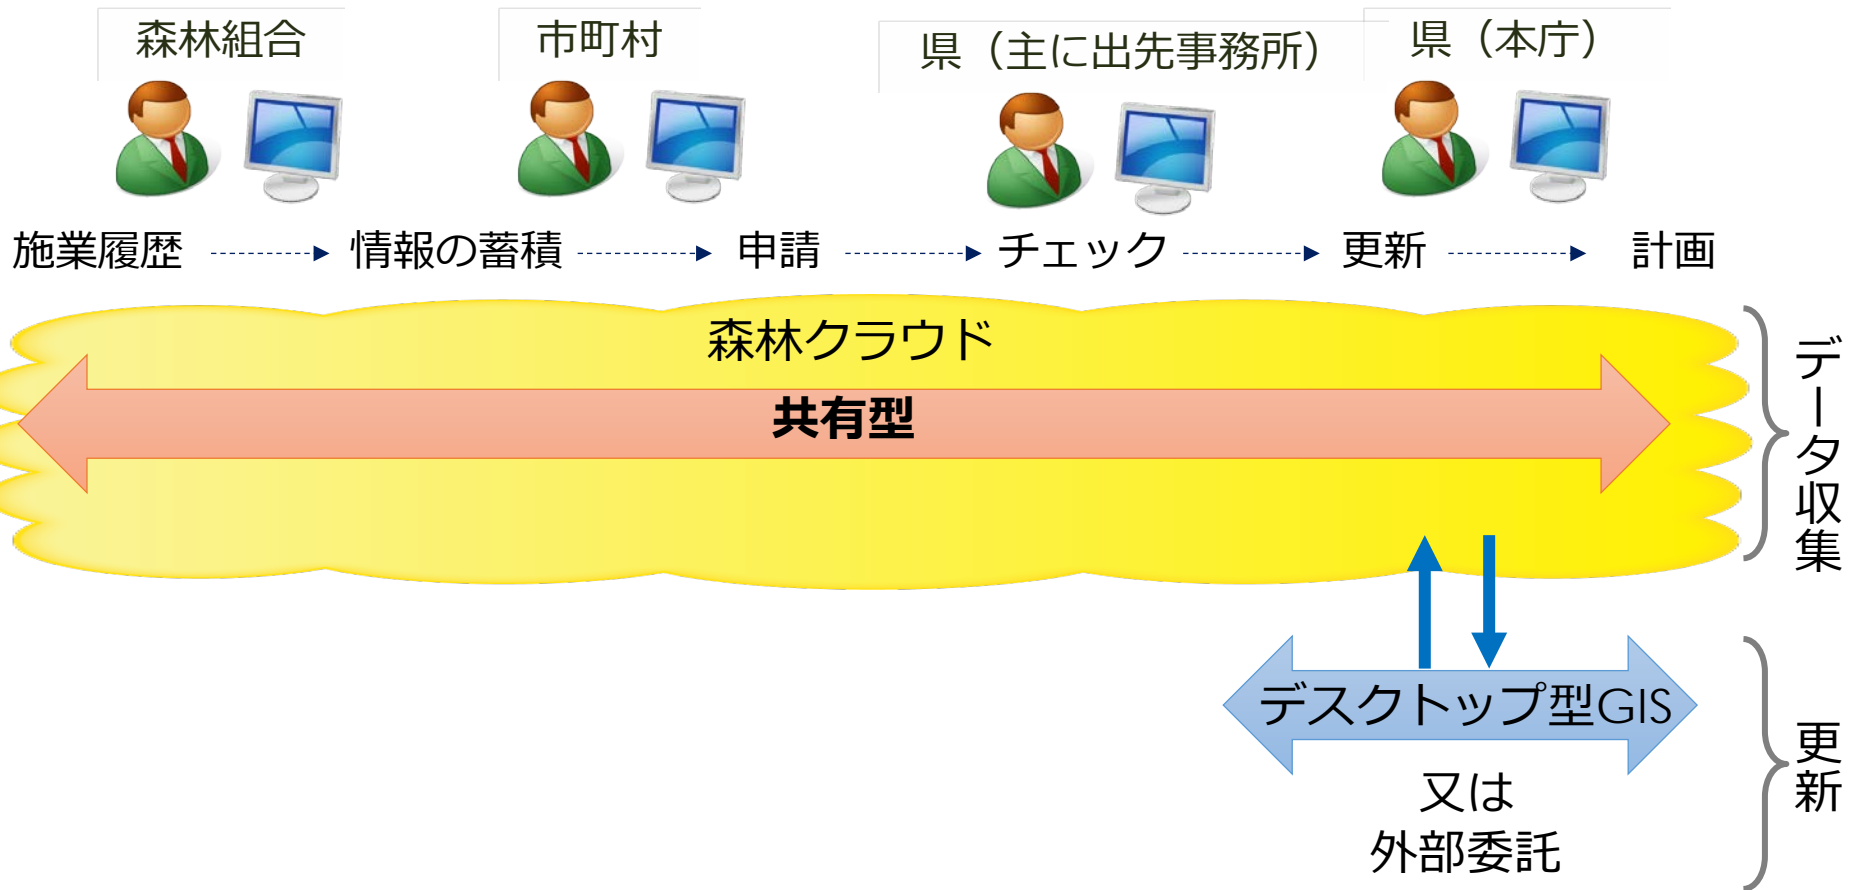 森林組合
市町村
県（主に出先事務所）
県（本庁）
施業履歴
情報の蓄積
申請
チェック
更新
計画
森林クラウド
共有型
データ収集
デスクトップ型GIS
又は
外部委託
更新